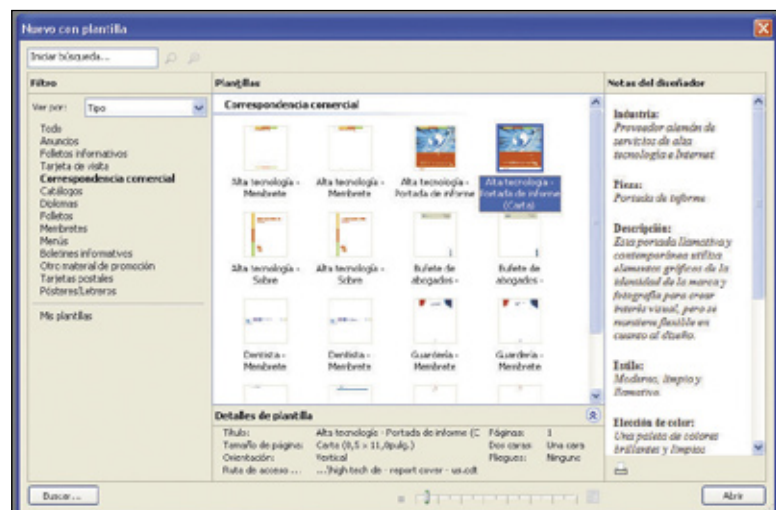 Nuevo con plantilla
Iniciar búsqueda...
Filtro
Ver por: Tipo
Todo
Anuncios
Folletos informativos
Tarjeta de visita
Correspondencia comercial
Catálogos
Diplomas
Folletos
Membretes
Menús
Boletines informativos
Otro material de promoción
Tarjetas postales
Pósteres/Letreros
Mis plantillas
Plantillas
Correspondencia comercial
Alta tecnología - Membrete
Alta tecnología - Membrete
Alta tecnología - Portada de informe
Alta tecnología - Portada de informe (Carta)
Alta tecnología - Sobre
Alta tecnología - Sobre
Bufete de abogados -
Bufete de abogados -
Dentista - Membrete
Dentista - Membrete
Guardería - Membrete
Guardería - Membrete
Detalles de plantilla
Título: Alta tecnología - Portada de informe (C
Páginas: 1
Tamaño de página: Carta (8,5 x 11,0pulg.)
Dos caras: Una cara
Orientación: Vertical
Pliegues: Ninguno
Ruta de acceso ... ...\high tech de - report cover - us.cdt
Notas del diseñador
Industria:
Proveedor alemán de
servicios de alta
tecnología e Internet
Pieza:
Portada de informe
Descripción:
Esta portada llamativa y
contemporánea utiliza
elementos gráficos de la
identidad de la marca y
fotografía para crear
interés visual, pero se
mantiene flexible en
cuanto al diseño.
Estilo:
Moderno, limpio y
llamativo.
Elección de color:
Una paleta de colores
brillantes y limpios
Buscar...
Abrir